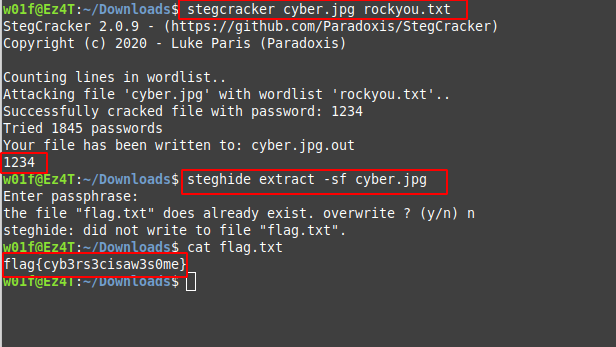 w01f@Ez4T:~/Downloads$ stegcracker cyber.jpg rockyou.txt
StegCracker 2.0.9 - (https://github.com/Paradoxis/StegCracker)
Copyright (c) 2020 - Luke Paris (Paradoxis)
Counting lines in wordlist..
Attacking file 'cyber.jpg' with wordlist 'rockyou.txt'..
Successfully cracked file with password: 1234
Tried 1845 passwords
Your file has been written to: cyber.jpg.out
1234
w01f@Ez4T:~/Downloads$ steghide extract -sf cyber.jpg
Enter passphrase:
the file "flag.txt" does already exist. overwrite ? (y/n) n
steghide: did not write to file "flag.txt".
w01f@Ez4T:~/Downloads$ cat flag.txt
flag{cyb3rs3cisaw3s0me}
w01f@Ez4T:~/Downloads$